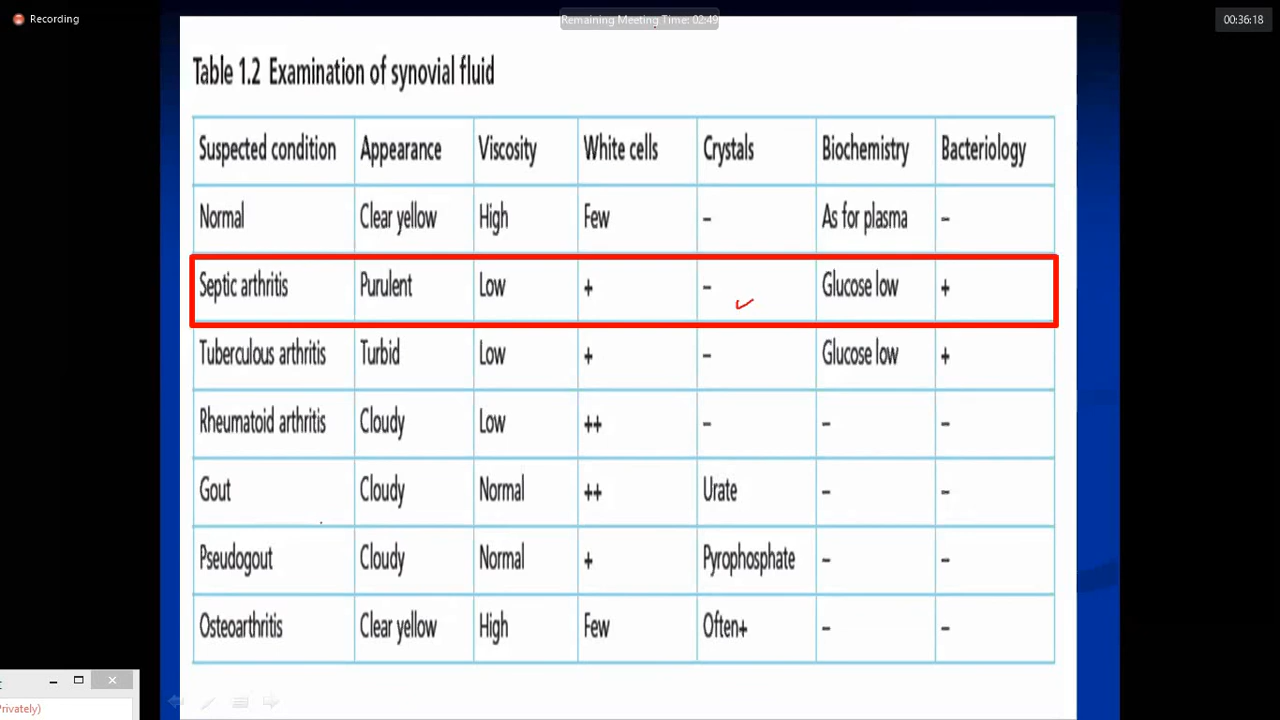 Recording
Remaining Meeting Time: 02:49
00:36:18
Table 1.2 Examination of synovial fluid
Suspected condition Appearance Viscosity White cells Crystals Biochemistry Bacteriology
Normal Clear yellow High Few – As for plasma –
Septic arthritis Purulent Low + – Glucose low +
Tuberculous arthritis Turbid Low + – Glucose low +
Rheumatoid arthritis Cloudy Low ++ – – –
Gout Cloudy Normal ++ Urate – –
Pseudogout Cloudy Normal + Pyrophosphate – –
Osteoarthritis Clear yellow High Few Often+ – –